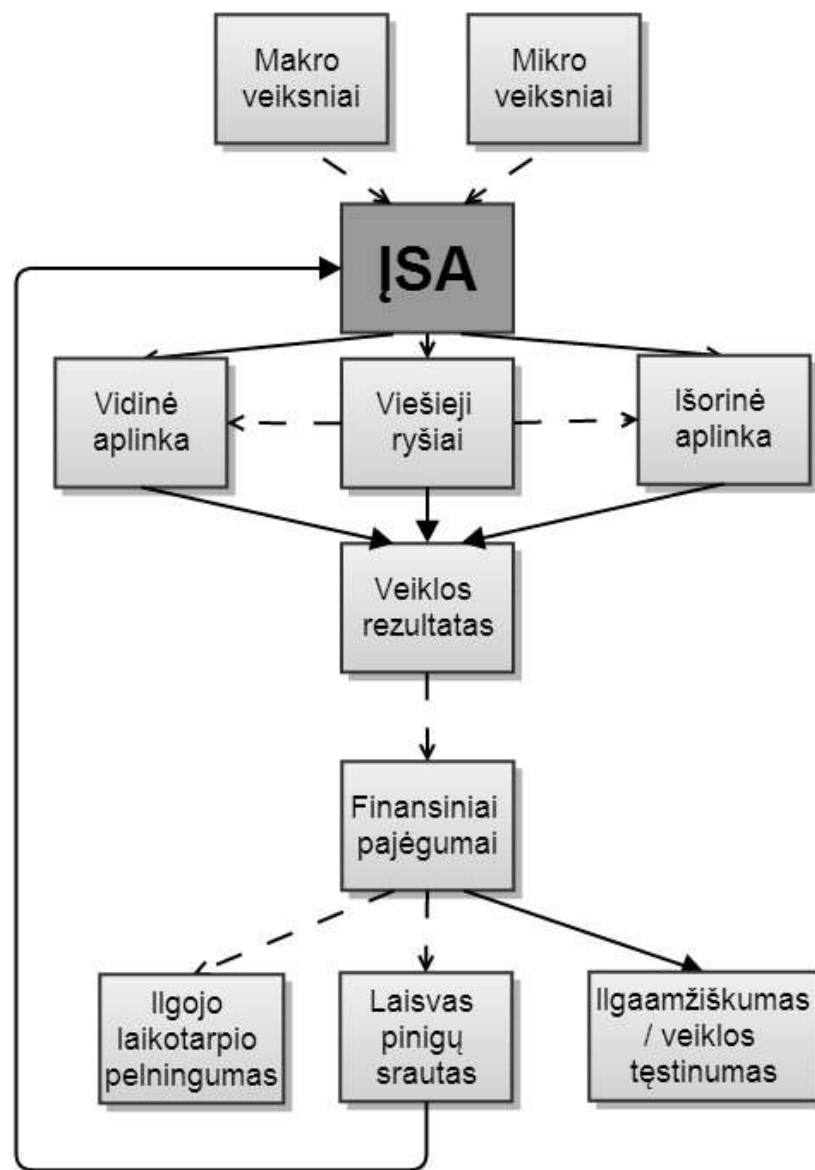 Makro
veiksniai
Mikro
veiksniai
ĮSA
Vidinė
aplinka
Viešieji
ryšiai
Išorinė
aplinka
Veiklos
rezultatas
Finansiniai
pajėgumai
Ilgojo
laikotarpio
pelningumas
Laisvas
pinigų
srautas
Ilgaamžiškumas
/ veiklos
tęstinumas